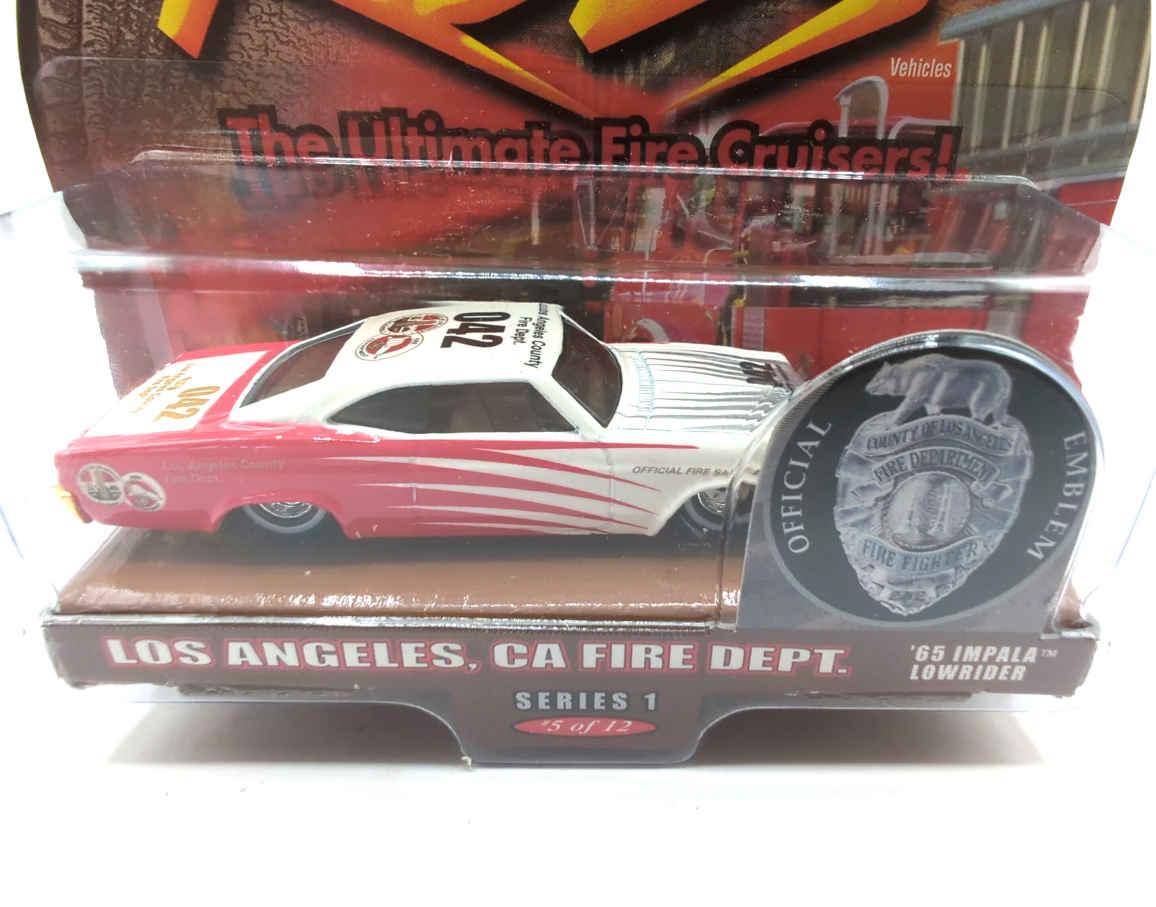 Vehicles
The Ultimate Fire Cruisers!
042
Los Angeles County
Fire Dept.
042
Los Angeles County
Fire Dept.
OFFICIAL FIRE
OFFICIAL EMBLEM
COUNTY OF LOS ANGELES
FIRE DEPARTMENT
FIRE FIGHTER
LOS ANGELES, CA FIRE DEPT.
'65 IMPALA™
LOWRIDER
SERIES 1
#5 of 12